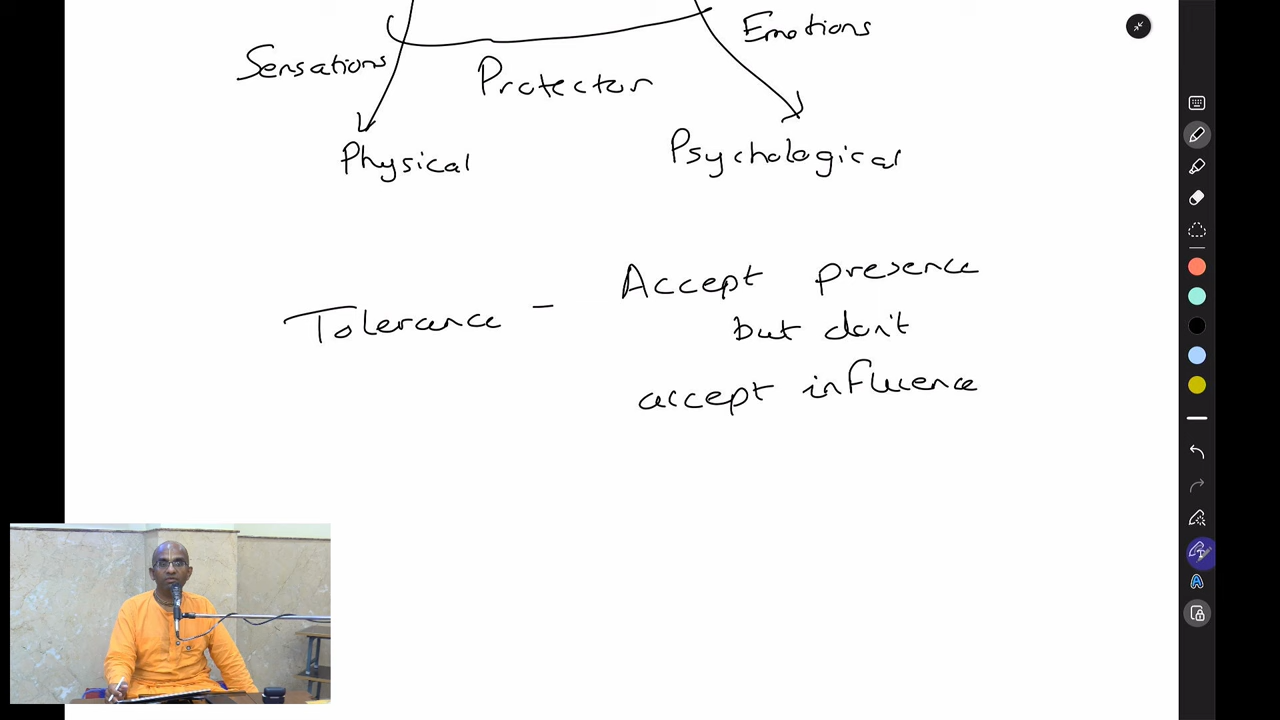 Emotions
Sensations
Protector
Physical
Psychological
Accept presence
Tolerance -
but don't
accept influence